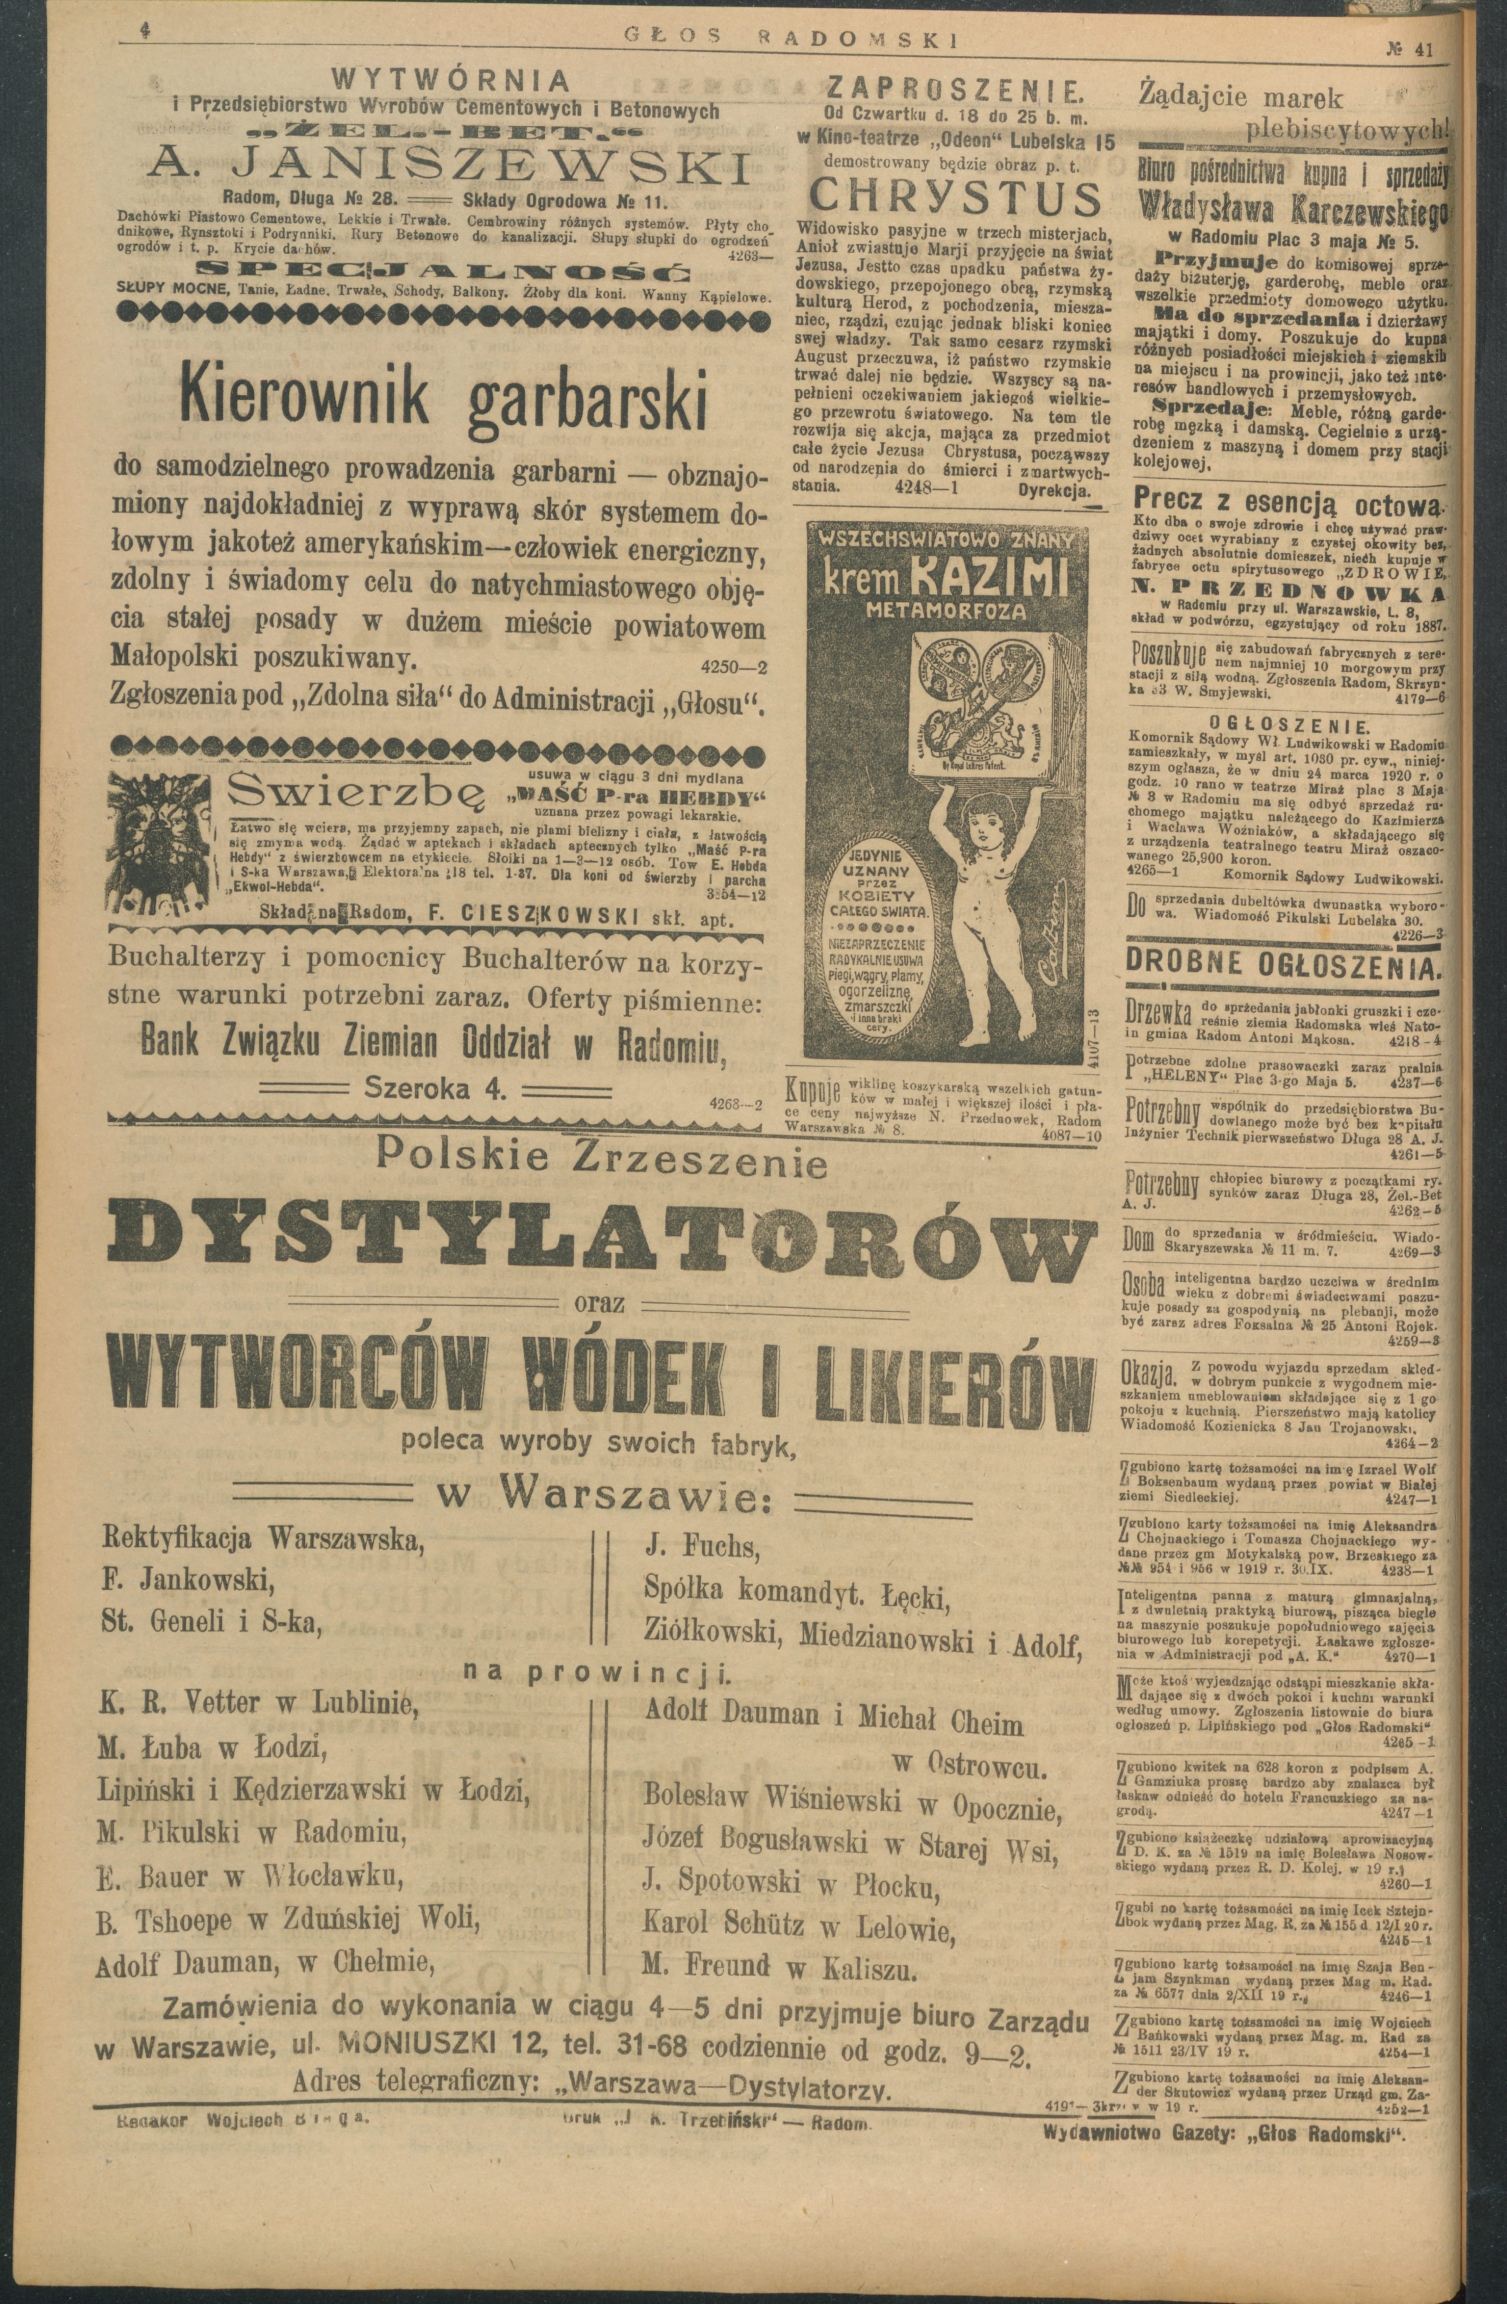 4
GŁOS RADOMSKI
№ 41
WYTWÓRNIA
i Przedsiębiorstwo Wyrobów Cementowych i Betonowych
„ŻEL.-BET.“
A. JANISZEWSKI
Radom, Długa № 28. Składy Ogrodowa № 11.
Dachówki Piastowo Cementowe. Lekkie i Trwałe. Cembrowiny różnych systemów. Płyty cho_
dnikowe, Rynsztoki i Podrynniki. Rury Betonowe do kanalizacji. Słupy słupki do ogrodzeń
ogrodów i t. p. Krycie dachów. 4263—
SPECJALNOŚĆ
SŁUPY MOCNE, Tanie, Ładne, Trwałe, Schody, Balkony. Żłoby dla koni. Wanny Kąpielowe.
Kierownik garbarski
do samodzielnego prowadzenia garbarni — obznajo-
miony najdokładniej z wyprawą skór systemem do-
łowym jakoteż amerykańskim—człowiek energiczny,
zdolny i świadomy celu do natychmiastowego obję-
cia stałej posady w dużem mieście powiatowem
Małopolski poszukiwany. 4250—2
Zgłoszenia pod „Zdolna siła“ do Administracji „Głosu“.
Swierzbę
usuwa w ciągu 3 dni mydlana
„MAŚĆ P-ra HEBDY“
uznana przez powagi lekarskie.
Łatwo się wciera, ma przyjemny zapach, nie plami bielizny i ciała, z łatwością
się zmywa wodą. Żądać w aptekach i składach aptecznych tylko „Maść P-ra
Hebdy“ z świerzbowcem na etykiecie. Słoiki na 1—3—12 osób. Tow E. Hebda
i S-ka Warszawa, Elektoralna 18 tel. 1-37. Dla koni od świerzby i parcha
„Ekwol-Hebda“. 3354—12
Skład na Radom, F. CIESZKOWSKI skł. apt.
Buchalterzy i pomocnicy Buchalterów na korzy-
stne warunki potrzebni zaraz. Oferty piśmienne:
Bank Związku Ziemian Oddział w Radomiu,
Szeroka 4.
4263—2
ZAPROSZENIE.
Od Czwartku d. 18 do 25 b. m.
w Kino-teatrze „Odeon“ Lubelska 15
demostrowany będzie obraz p. t.
CHRYSTUS
Widowisko pasyjne w trzech misterjach,
Anioł zwiastuje Marji przyjęcie na świat
Jezusa, Jestto czas upadku państwa ży-
dowskiego, przepojonego obcą, rzymską
kulturą Herod, z pochodzenia, miesza-
niec, rządzi, czując jednak bliski koniec
swej władzy. Tak samo cesarz rzymski
August przeczuwa, iż państwo rzymskie
trwać dalej nie będzie. Wszyscy są na-
pełnieni oczekiwaniem jakiegoś wielkie-
go przewrotu światowego. Na tem tle
rozwija się akcja, mająca za przedmiot
całe życie Jezusa Chrystusa, począwszy
od narodzenia do śmierci i zmartwych-
stania. 4248—1 Dyrekcja.
WSZECHŚWIATOWO ZNANY
krem KAZIMI
METAMORFOZA
By Royal Letters Patent.
JEDYNIE
UZNANY
przez
KOBIETY
CAŁEGO ŚWIATA.
NIEZAPRZECZENIE
RADYKALNIE USUWA
Piegi, wągry, plamy,
ogorzeliznę,
zmarszczki
i inne braki
cery.
4107—13
Kupuję wiklinę koszykarską wszelkich gatun-
ków w małej i większej ilości i pła-
ce ceny najwyższe N. Przednowek, Radom
Warszawska № 8. 4087—10
Polskie Zrzeszenie
DYSTYLATORÓW
oraz
WYTWORCÓW WÓDEK I LIKIERÓW
poleca wyroby swoich fabryk,
w Warszawie:
Rektyfikacja Warszawska,
F. Jankowski,
St. Geneli i S-ka,
J. Fuchs,
Spółka komandyt. Łęcki,
Ziółkowski, Miedzianowski i Adolf,
na prowincji.
K. R. Vetter w Lublinie,
M. Łuba w Łodzi,
Lipiński i Kędzierzawski w Łodzi,
M. Pikulski w Radomiu,
E. Bauer w Włocławku,
B. Tshoepe w Zduńskiej Woli,
Adolf Dauman, w Chełmie,
Adolf Dauman i Michał Cheim
w Ostrowcu.
Bolesław Wiśniewski w Opocznie,
Józef Bogusławski w Starej Wsi,
J. Spotowski w Płocku,
Karol Schütz w Lelowie,
M. Freund w Kaliszu.
Zamówienia do wykonania w ciągu 4—5 dni przyjmuje biuro Zarządu
w Warszawie, ul. MONIUSZKI 12, tel. 31-68 codziennie od godz. 9—2.
Adres telegraficzny: „Warszawa—Dystylatorzy.
Żądajcie marek
plebiscytowych!
Biuro pośrednictwa kupna i sprzedaży
Władysława Karczewskiego
w Radomiu Plac 3 maja № 5.
Przyjmuje do komisowej sprze-
daży biżuterję, garderobę, meble oraz
wszelkie przedmioty domowego użytku.
Ma do sprzedania i dzierżawy
majątki i domy. Poszukuje do kupna
różnych posiadłości miejskich i ziemskih
na miejscu i na prowincji, jako też inte-
resów handlowych i przemysłowych.
Sprzedaje: Meble, różną garde-
robę męzką i damską. Cegielnie z urzą-
dzeniem z maszyną i domem przy stacji
kolejowej.
Precz z esencją octową.
Kto dba o swoje zdrowie i chcę używać praw-
dziwy ocet wyrabiany z czystej okowity bez,
żadnych absolutnie domieszek, niech kupuje w
fabryce octu spirytusowego „ZDROWIE,
N. PRZEDNOWKA
w Radomiu przy ul. Warszawskie, L. 8,
skład w podwórzu, egzystujący od roku 1887.
Poszukuje się zabudowań fabrycznych z tere-
nem najmniej 10 morgowym przy
stacji z siłą wodną. Zgłoszenia Radom, Skrzyn-
ka 53 W. Smyjewski. 4179—6
OGŁOSZENIE.
Komornik Sądowy Wł. Ludwikowski w Radomiu
zamieszkały, w myśl art. 1030 pr. cyw., niniej-
szym ogłasza, że w dniu 24 marca 1920 r. o
godz. 10 rano w teatrze Miraż plac 3 Maja
№ 3 w Radomiu ma się odbyć sprzedaż ru-
chomego majątku należącego do Kazimierza
i Wacława Woźniaków, a składającego się
z urządzenia teatralnego teatru Miraż oszaco-
wanego 25,900 koron.
4265—1 Komornik Sądowy Ludwikowski.
Do sprzedania dubeltówka dwunastka wyboro-
wa. Wiadomość Pikulski Lubelska 30.
4226—3
DROBNE OGŁOSZENIA.
Drzewka do sprżedania jabłonki gruszki i cze-
reśnie ziemia Radomska wieś Nato-
in gmina Radom Antoni Mąkosa. 4218-4
Potrzebne zdolne prasowaczki zaraz pralnia
„HELENY“ Plac 3-go Maja 5. 4237—6
Potrzebny wspólnik do przedsiębiorstwa Bu-
dowlanego może być bez kapitału
Inżynier Technik pierwszeństwo Długa 28 A. J.
4261—5
Potrzebny chłopiec biurowy z początkami ry-
synków zaraz Długa 28, Żel.-Bet
A. J. 4262—5
Dom do sprzedania w śródmieściu. Wiado-
Skaryszewska № 11 m. 7. 4269—3
Osoba inteligentna bardzo uczciwa w średnim
wieku z dobremi świadectwami poszu-
kuje posady za gospodynią na plebanji, może
być zaraz adres Foksalna № 25 Antoni Rojek.
4259—3
Okazja. Z powodu wyjazdu sprzedam skled-
w dobrym punkcie z wygodnem mie-
szkaniem umeblowaniem składające się z 1 go
pokoju z kuchnią. Pierszeństwo mają katolicy
Wiadomość Kozienicka 8 Jan Trojanowski.
4264—2
Zgubiono kartę tożsamości na imię Izrael Wolf
Boksenbaum wydaną przez powiat w Białej
ziemi Siedleckiej. 4247—1
Zgubiono karty tożsamości na imię Aleksandra
Chojnackiego i Tomasza Chojnackiego wy-
dane przez gm Motykalską pow. Brzeskiego za
№№ 954 i 956 w 1919 r. 30.IX. 4238—1
Inteligentna panna z maturą gimnazjalną,
z dwuletnią praktyką biurową, pisząca biegle
na maszynie poszukuje popołudniowego zajęcia
biurowego lub korepetycji. Łaskawe zgłosze-
nia w Administracji pod „A. K.“ 4270—1
Może ktoś wyjezdzając odstąpi mieszkanie skła-
dające się z dwóch pokoi i kuchni warunki
według umowy. Zgłoszenia listownie do biura
ogłoszeń p. Lipińskiego pod „Głos Radomski“
4265-1
Zgubiono kwitek na 628 koron z podpisem A.
Gamziuka proszę bardzo aby znalazca był
łaskaw odnieść do hotelu Francuzkiego za na-
grodą. 4247—1
Zgubiono książeczkę udziałową aprowizacyjną
D. K. za № 1519 na imię Bolesława Nosow-
skiego wydaną przez R. D. Kolej. w 19 r.
4260—1
Zgubi no kartę tożsamości na imię Icek Sztejn-
bok wydaną przez Mag. R. za № 155 d. 12/I 20 r.
4245—1
Zgubiono kartę tożsamości na imię Szaja Ben-
jam Szynkman wydaną przez Mag m. Rad.
za № 6577 dnia 2/XII 19 r. 4246—1
Zgubiono kartę tożsamości na imię Wojciech
Bańkowski wydaną przez Mag. m. Rad za
№ 1511 23/IV 19 r. 4254—1
Zgubiono kartę tożsamości na imię Aleksan-
der Skutowicz wydaną przez Urząd gm. Za-
w 19 r. 4252—1
Redaktor Wojciech
Druk „J. K. Trzebiński“ — Radom.
Wydawnictwo Gazety: „Głos Radomski“.